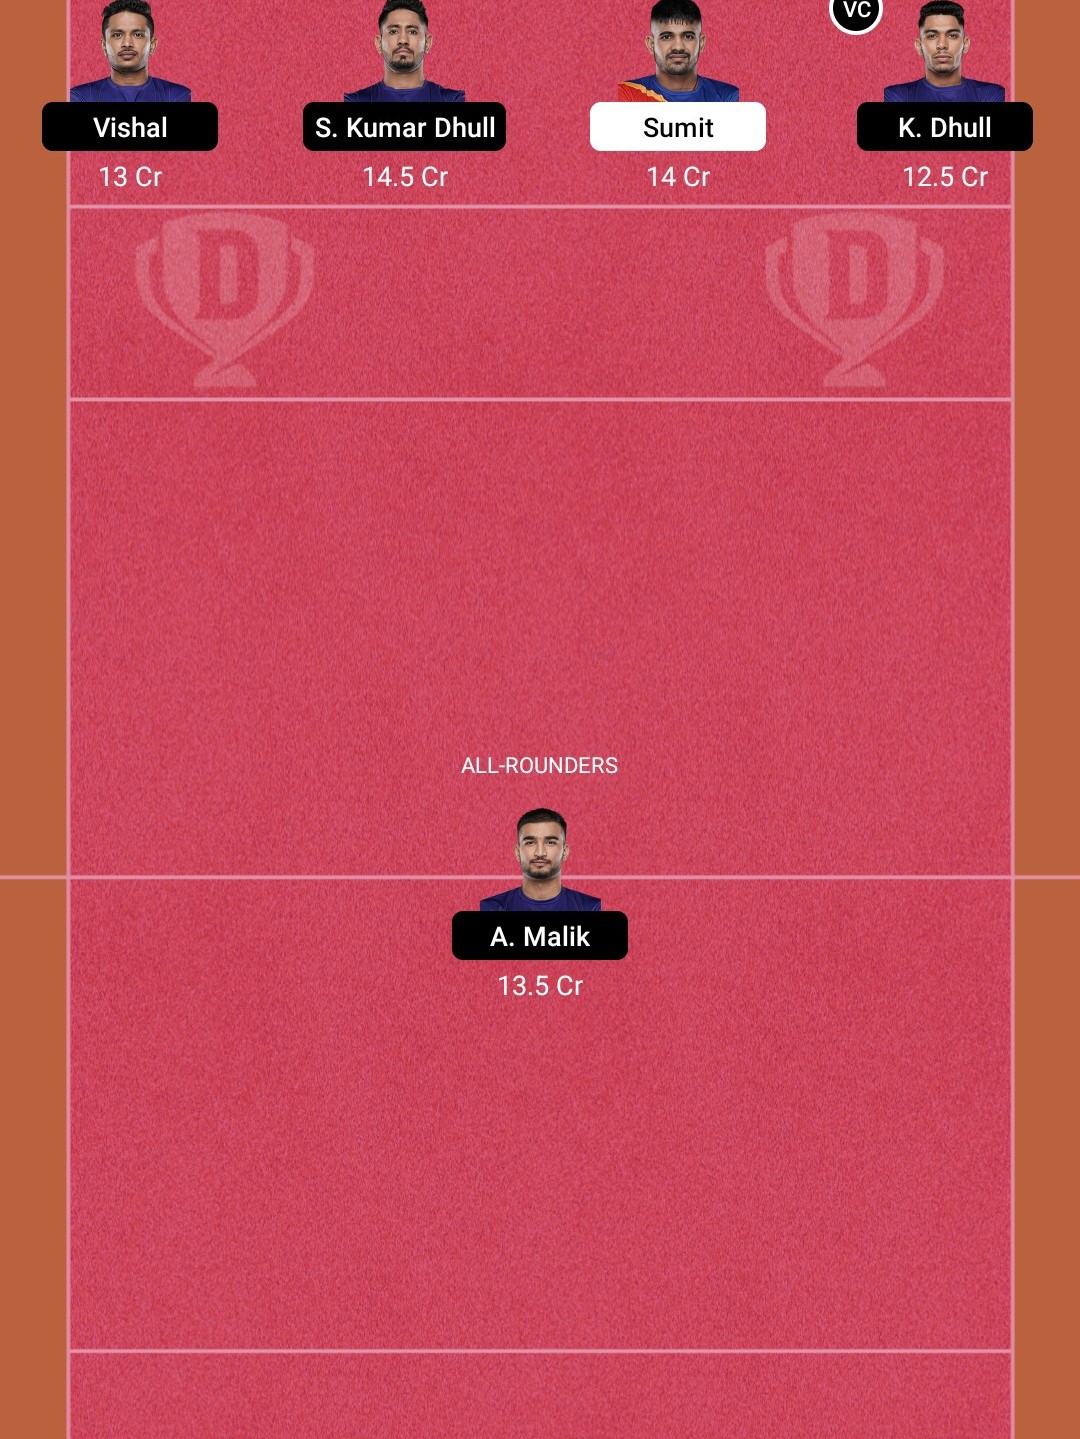 VC
Vishal
S. Kumar Dhull
Sumit
K. Dhull
13 Cr
14.5 Cr
14 Cr
12.5 Cr
D
D
ALL-ROUNDERS
A. Malik
13.5 Cr